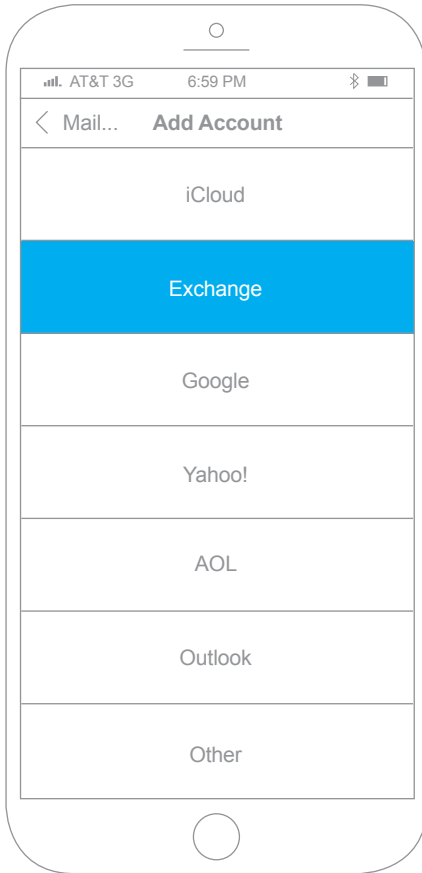 AT&T 3G 6:59 PM
Mail... Add Account
iCloud
Exchange
Google
Yahoo!
AOL
Outlook
Other